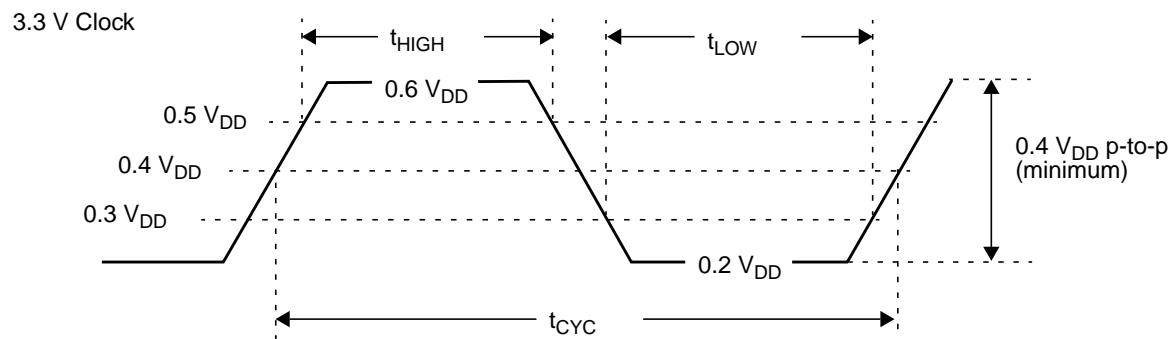 3.3 V Clock
tHIGH
tLOW
0.6 VDD
0.5 VDD
0.4 VDD
0.3 VDD
0.2 VDD
0.4 VDD p-to-p
(minimum)
tCYC